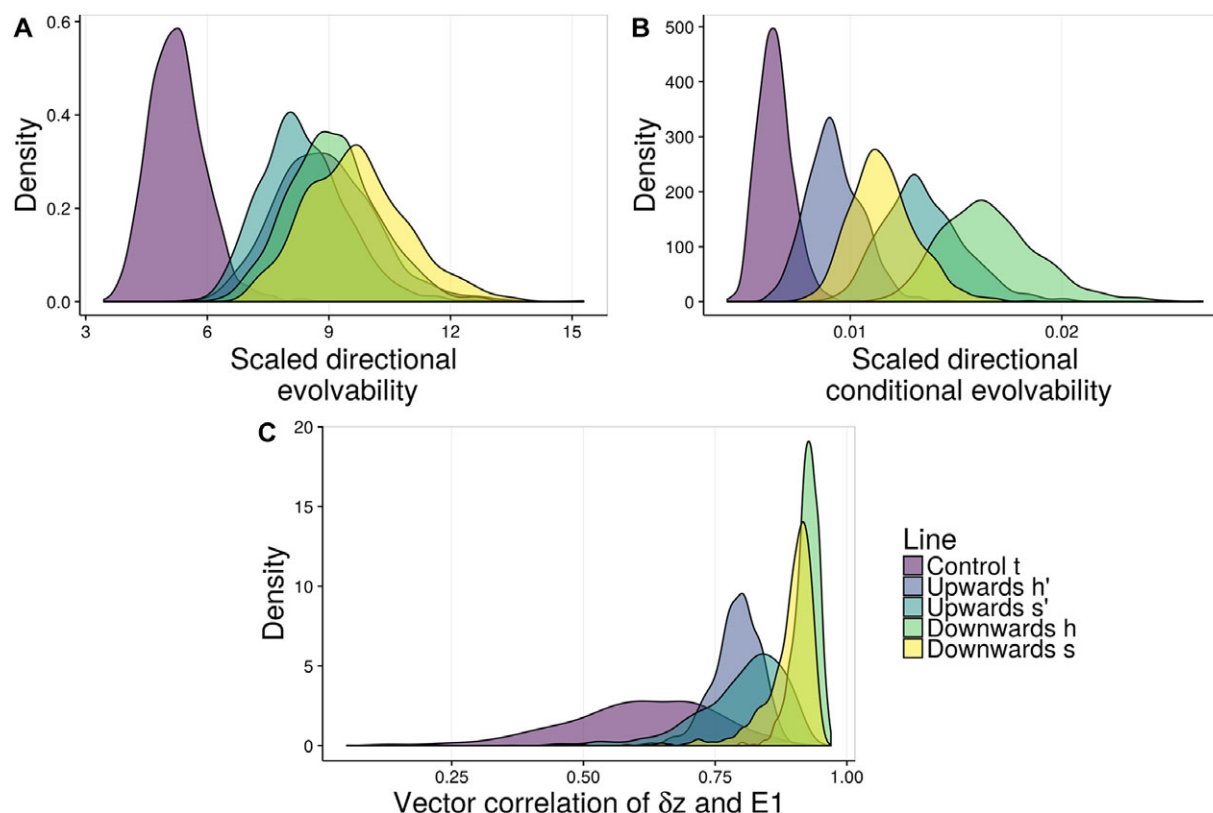 A
Density
0.6
0.4
0.2
0.0
3 6 9 12 15
Scaled directional
evolvability
B
Density
500
400
300
200
100
0
0.01 0.02
Scaled directional
conditional evolvability
C
Density
20
15
10
5
0
0.25 0.50 0.75 1.00
Vector correlation of δz and E1
Line
Control t
Upwards h'
Upwards s'
Downwards h
Downwards s